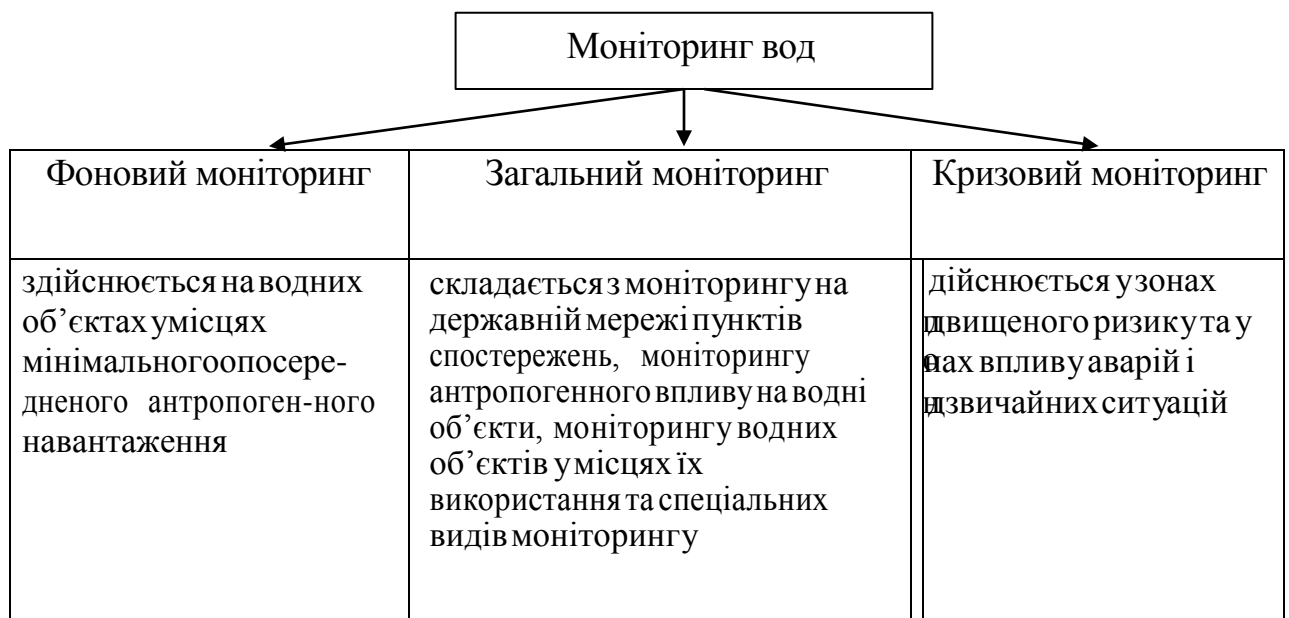 Моніторинг вод
Фоновий моніторинг
Загальний моніторинг
Кризовий моніторинг
здійснюється на водних
об’єктах у місцях
мінімального опосере-
дненого антропоген-ного
навантаження
складається з моніторингу на
державній мережі пунктів
спостережень, моніторингу
антропогенного впливу на водні
об’єкти, моніторингу водних
об’єктів у місцях їх
використання та спеціальних
видів моніторингу
дійснюється у зонах
двищеного ризику та у
нах впливу аварій і
дзвичайних ситуацій